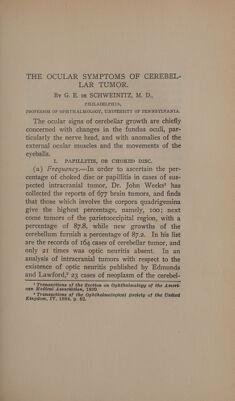 THE OCULAR SYMPTOMS OF CEREBEL-
LAR TUMOR.
By G. E. DE SCHWEINITZ, M. D.,
PHILADELPHIA,
PROFESSOR OF OPHTHALMOLOGY, UNIVERSITY OF PENNSYLVANIA.
The ocular signs of cerebellar growth are chiefly
concerned with changes in the fundus oculi, par-
ticularly the nerve head, and with anomalies of the
external ocular muscles and the movements of the
eyeballs.
I. PAPILLITIS, OR CHOKED DISC.
(a) Frequency.—In order to ascertain the per-
centage of choked disc or papillitis in cases of sus-
pected intracranial tumor, Dr. John Weeks¹ has
collected the reports of 677 brain tumors, and finds
that those which involve the corpora quadrigemina
give the highest percentage, namely, 100; next
come tumors of the parietooccipital region, with a
percentage of 87.8, while new growths of the
cerebellum furnish a percentage of 87.2. In his list
are the records of 164 cases of cerebellar tumor, and
only 21 times was optic neuritis absent. In an
analysis of intracranial tumors with respect to the
existence of optic neuritis published by Edmunds
and Lawford,² 23 cases of neoplasm of the cerebel-
¹ Transactions of the Section on Ophthalmology of the Ameri-
can Medical Association, 1899.
² Transactions of the Ophthalmological Society of the United
Kingdom, IV, 1884, p. 82.